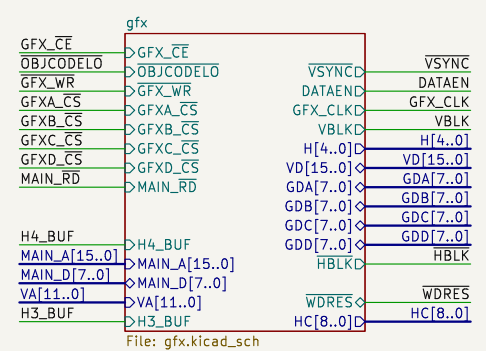 gfx
GFX_CE GFX_CE
OBJCODELO OBJCODELO VSYNC VSYNC
GFX_WR GFX_WR DATAEN DATAEN
GFXA_CS GFXA_CS GFX_CLK GFX_CLK
GFXB_CS GFXB_CS VBLK VBLK
GFXC_CS GFXC_CS H[4..0] H[4..0]
GFXD_CS GFXD_CS VD[15..0] VD[15..0]
MAIN_RD MAIN_RD GDA[7..0] GDA[7..0]
GDB[7..0] GDB[7..0]
GDC[7..0] GDC[7..0]
H4_BUF H4_BUF GDD[7..0] GDD[7..0]
MAIN_A[15..0] MAIN_A[15..0] HBLK HBLK
MAIN_D[7..0] MAIN_D[7..0]
VA[11..0] VA[11..0] WDRES WDRES
H3_BUF H3_BUF HC[8..0] HC[8..0]
File: gfx.kicad_sch